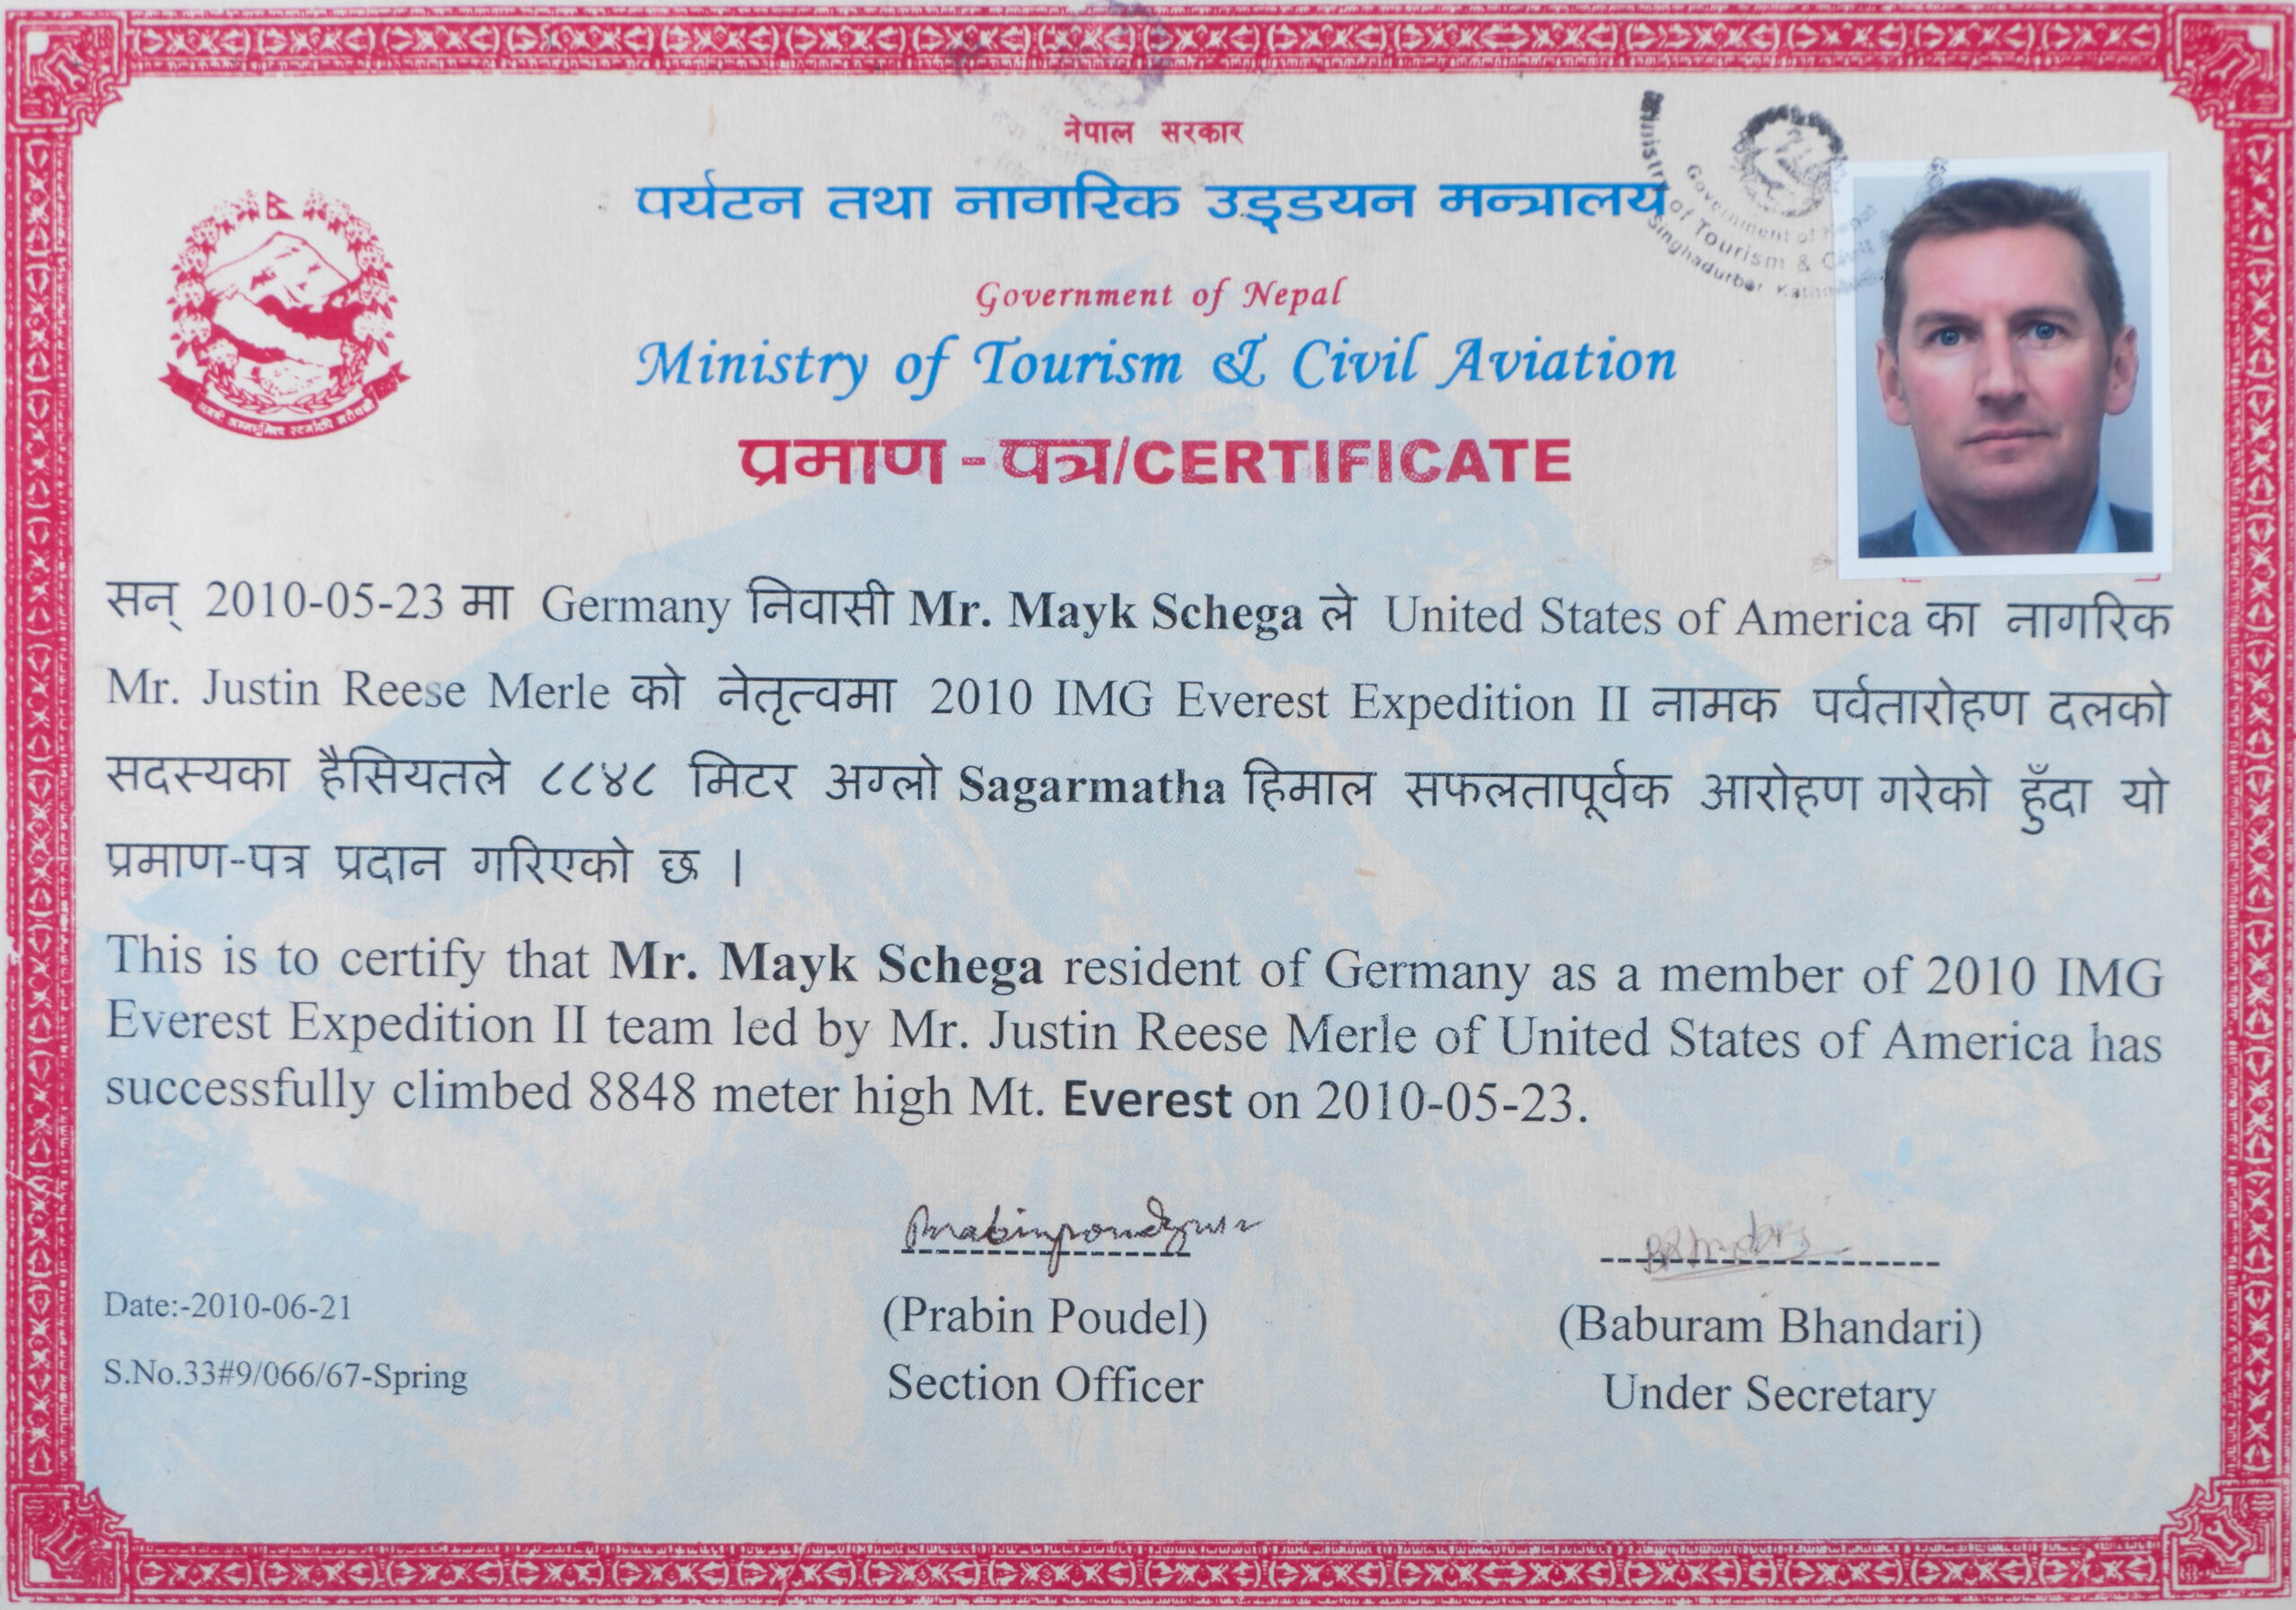 नेपाल सरकार
पर्यटन तथा नागरिक उड्डयन मन्त्रालय
Government of Nepal
Ministry of Tourism & Civil Aviation
प्रमाण-पत्र/CERTIFICATE
Ministry of Tourism & Civil
Government of Nepal
Singhadurbar
सन् 2010-05-23 मा Germany निवासी Mr. Mayk Schega ले United States of America का नागरिक
Mr. Justin Reese Merle को नेतृत्वमा 2010 IMG Everest Expedition II नामक पर्वतारोहण दलको
सदस्यका हैसियतले ८८४८ मिटर अग्लो Sagarmatha हिमाल सफलतापूर्वक आरोहण गरेको हुँदा यो
प्रमाण-पत्र प्रदान गरिएको छ ।
This is to certify that Mr. Mayk Schega resident of Germany as a member of 2010 IMG
Everest Expedition II team led by Mr. Justin Reese Merle of United States of America has
successfully climbed 8848 meter high Mt. Everest on 2010-05-23.
(Prabin Poudel)
(Baburam Bhandari)
Section Officer
Under Secretary
Date:-2010-06-21
S.No.33#9/066/67-Spring